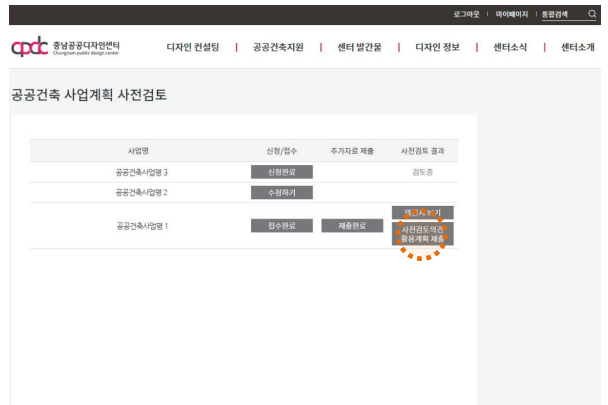 로그아웃 | 마이페이지 | 통합검색
cpdc 충남공공디자인센터 디자인 컨설팅 | 공공건축지원 | 센터 발간물 | 디자인 정보 | 센터소식 | 센터소개
Chungnam public design center
공공건축 사업계획 사전검토
사업명 신청/접수 추가자료 제출 사전검토 결과
공공건축사업명 3 신청완료 검토중
공공건축사업명 2 수정하기
의견서 보기
공공건축사업명 1 접수완료 제출완료 사전검토의견
활용계획 제출